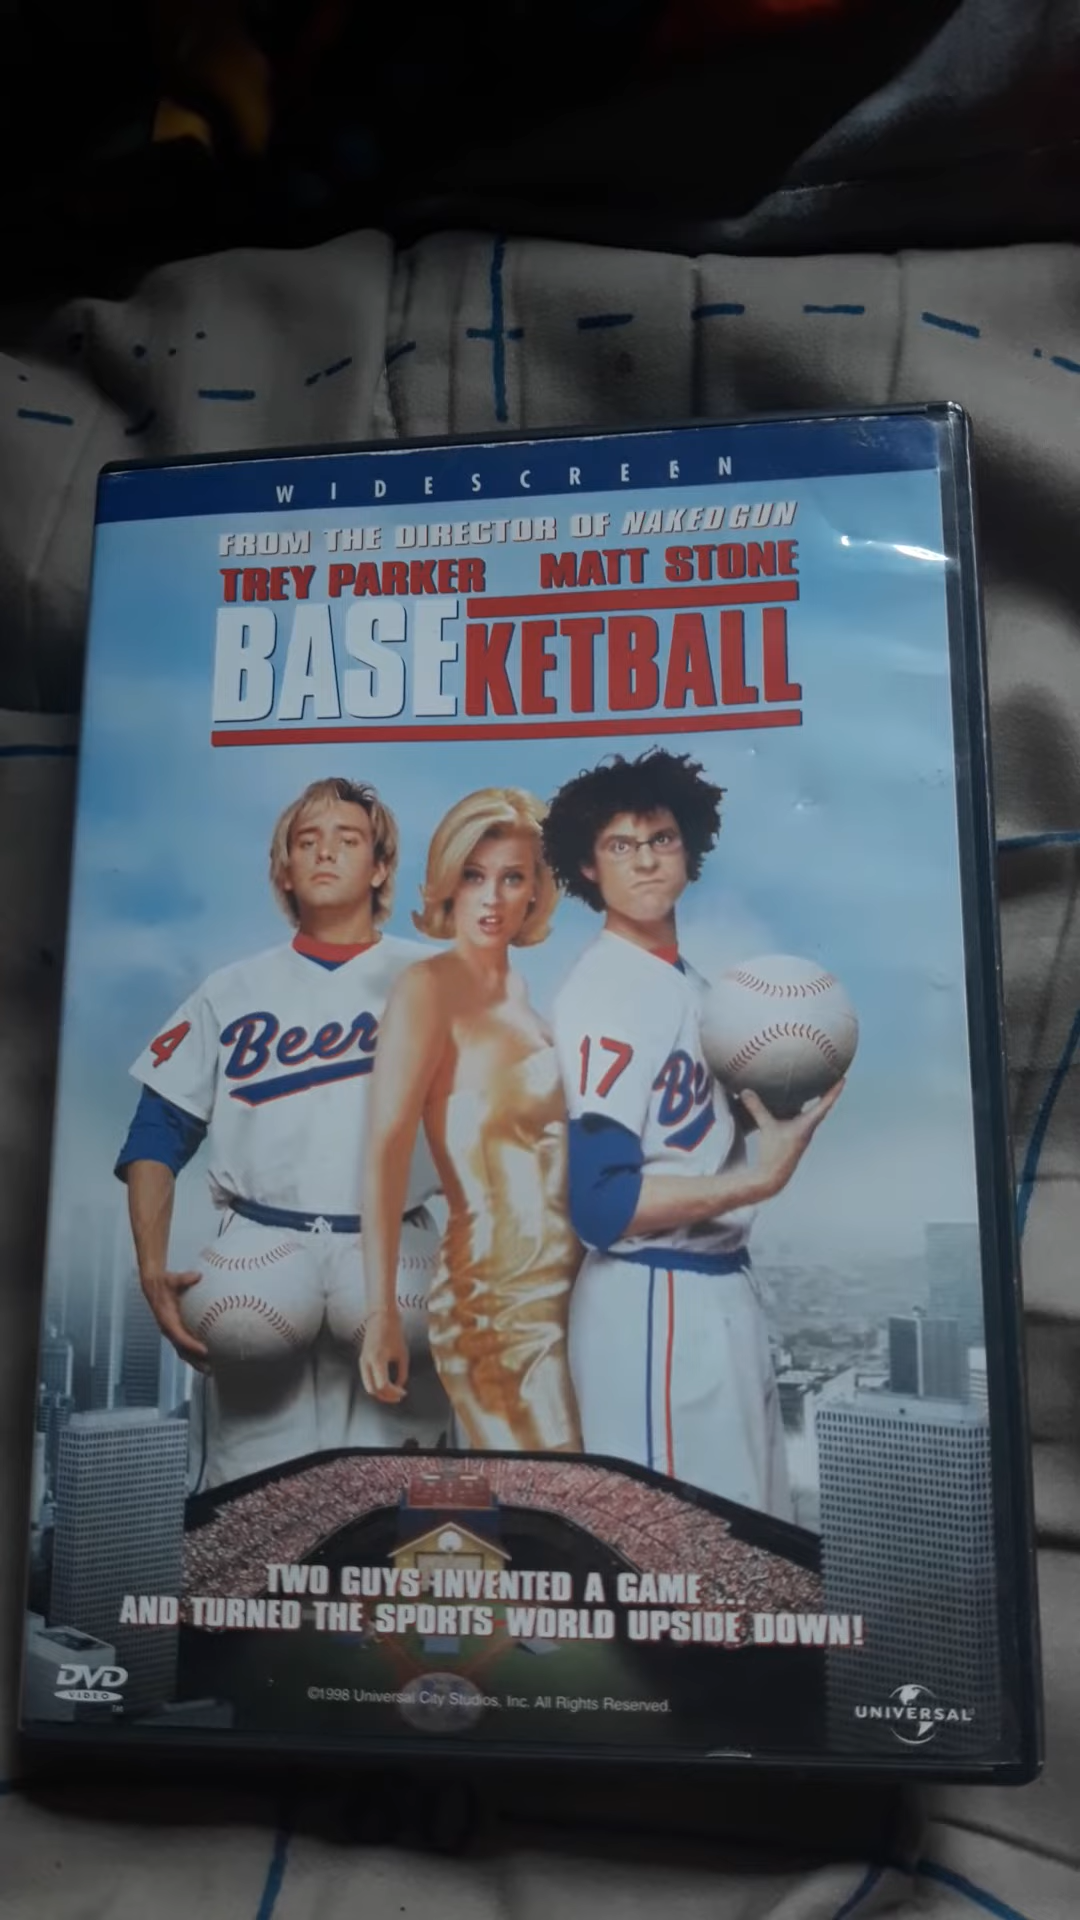 WIDESCREEN
FROM THE DIRECTOR OF NAKED GUN
TREY PARKER MATT STONE
BASEKETBALL
4
Beer
17
Be
TWO GUYS INVENTED A GAME ...
AND TURNED THE SPORTS WORLD UPSIDE DOWN!
DVD
VIDEO
TM
©1998 Universal City Studios, Inc. All Rights Reserved.
UNIVERSAL